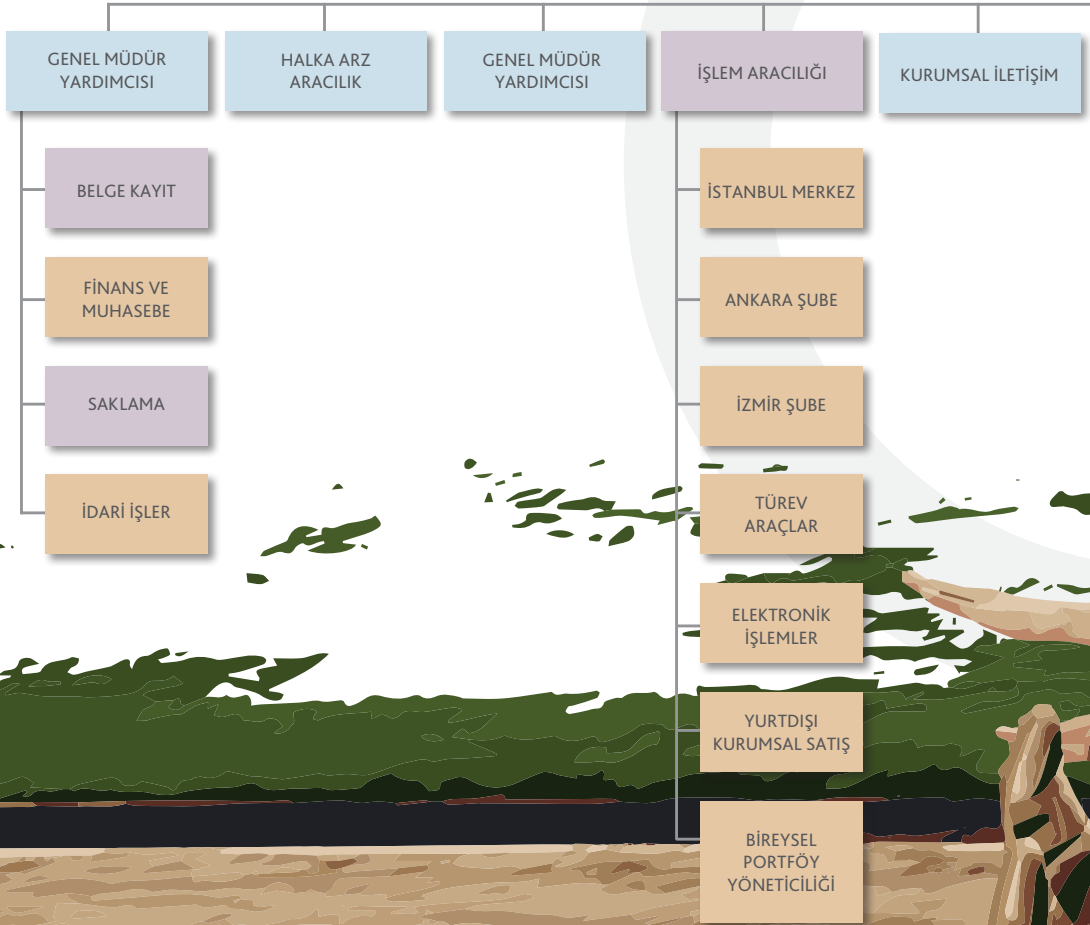 GENEL MÜDÜR
YARDIMCISI
HALKA ARZ
ARACILIK
GENEL MÜDÜR
YARDIMCISI
İŞLEM ARACILIĞI
KURUMSAL İLETİŞİM
BELGE KAYIT
FİNANS VE
MUHASEBE
SAKLAMA
İDARİ İŞLER
İSTANBUL MERKEZ
ANKARA ŞUBE
İZMİR ŞUBE
TÜREV
ARAÇLAR
ELEKTRONİK
İŞLEMLER
YURTDIŞI
KURUMSAL SATIŞ
BİREYSEL
PORTFÖY
YÖNETİCİLİĞİ